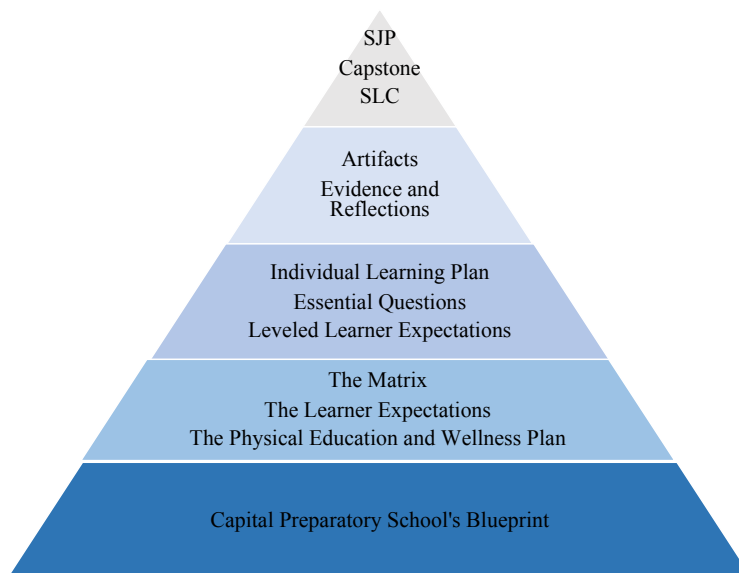 SJP
Capstone
SLC
Artifacts
Evidence and
Reflections
Individual Learning Plan
Essential Questions
Leveled Learner Expectations
The Matrix
The Learner Expectations
The Physical Education and Wellness Plan
Capital Preparatory School's Blueprint